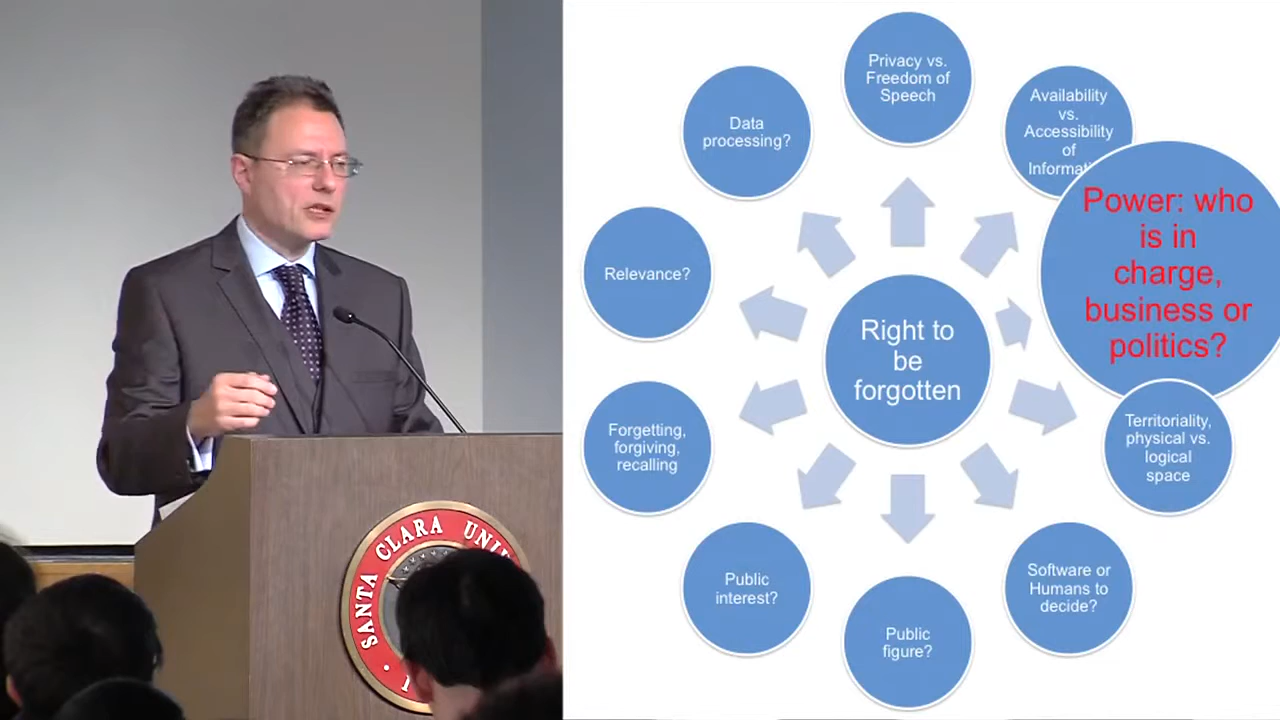 SANTA CLARA
Privacy vs.
Freedom of
Speech
Availability
vs.
Accessibility
of
Power: who
is in
charge,
business or
politics?
Territoriality,
physical vs.
logical
space
Software or
Humans to
decide?
Public
figure?
Public
interest?
Forgetting,
forgiving,
recalling
Relevance?
Data
processing?
Right to
be
forgotten